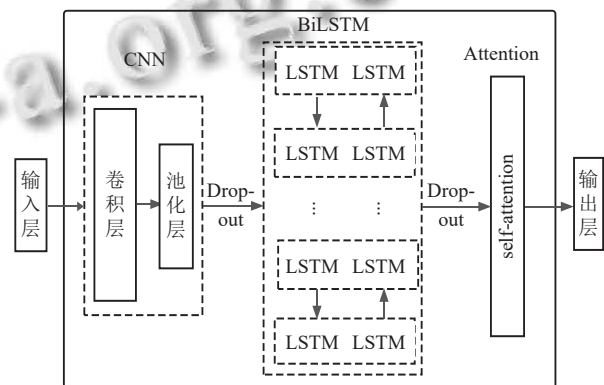 BiLSTM
CNN
Attention
LSTM LSTM
LSTM LSTM
输入层
卷积层
池化层
Drop-
out
⋮ ⋮
Drop-
out
self-attention
输出层
LSTM LSTM
LSTM LSTM